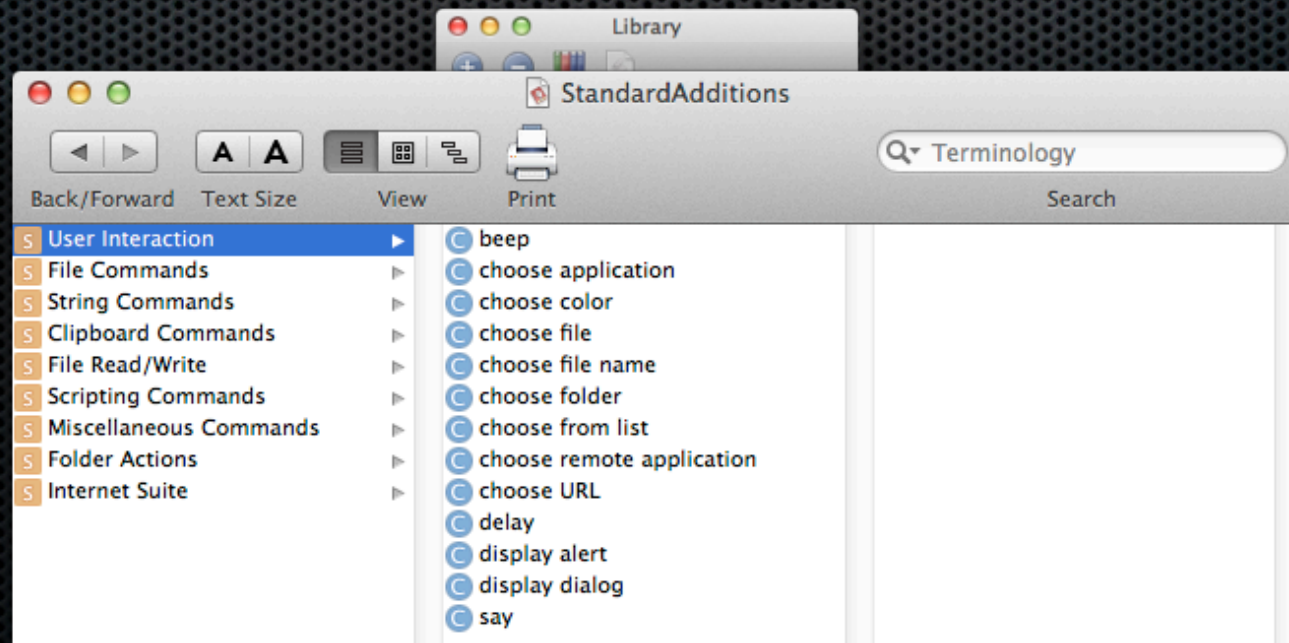 Library
StandardAdditions
A A
Terminology
Back/Forward Text Size View Print Search
S User Interaction
S File Commands
S String Commands
S Clipboard Commands
S File Read/Write
S Scripting Commands
S Miscellaneous Commands
S Folder Actions
S Internet Suite
C beep
C choose application
C choose color
C choose file
C choose file name
C choose folder
C choose from list
C choose remote application
C choose URL
C delay
C display alert
C display dialog
C say